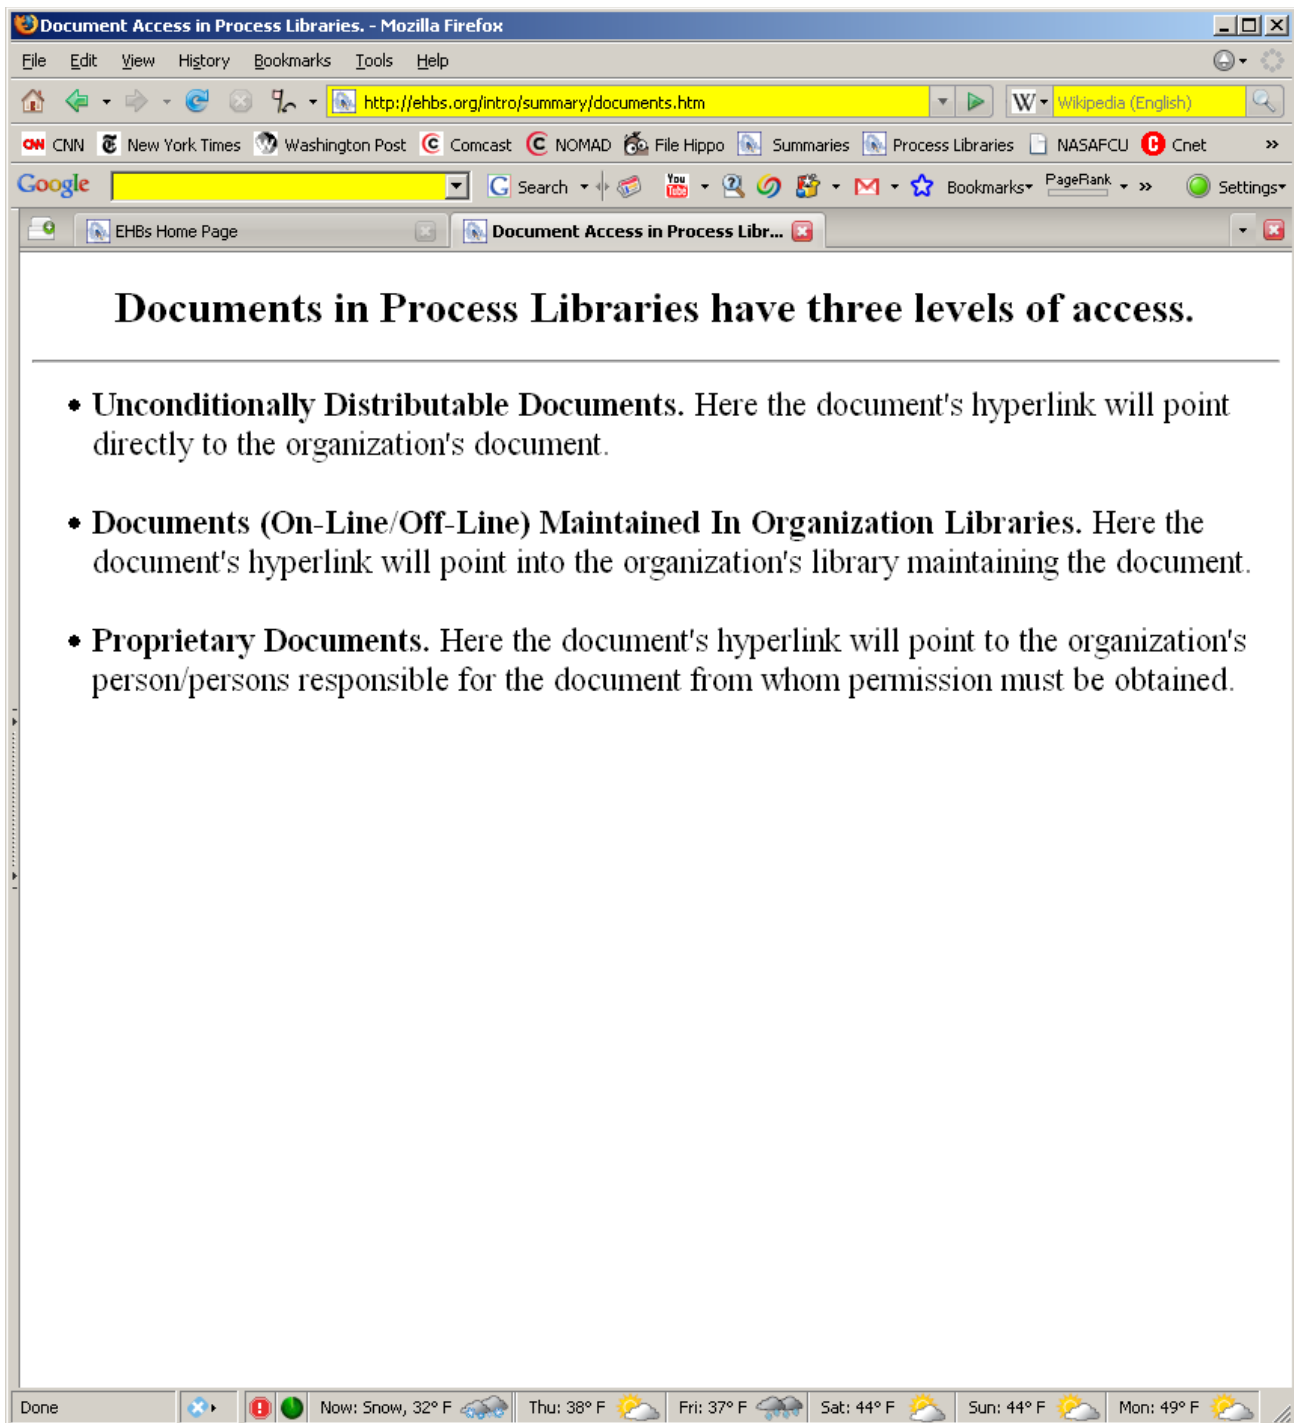 Document Access in Process Libraries. - Mozilla Firefox
File Edit View History Bookmarks Tools Help
http://ehbs.org/intro/summary/documents.htm W Wikipedia (English)
CNN CNN New York Times Washington Post Comcast NOMAD File Hippo Summaries Process Libraries NASAFCU Cnet »
Google G Search You Tube Bookmarks PageRank » Settings
EHBs Home Page Document Access in Process Libr...
Documents in Process Libraries have three levels of access.
• Unconditionally Distributable Documents. Here the document's hyperlink will point
directly to the organization's document.
• Documents (On-Line/Off-Line) Maintained In Organization Libraries. Here the
document's hyperlink will point into the organization's library maintaining the document.
• Proprietary Documents. Here the document's hyperlink will point to the organization's
person/persons responsible for the document from whom permission must be obtained.
Done Now: Snow, 32° F Thu: 38° F Fri: 37° F Sat: 44° F Sun: 44° F Mon: 49° F